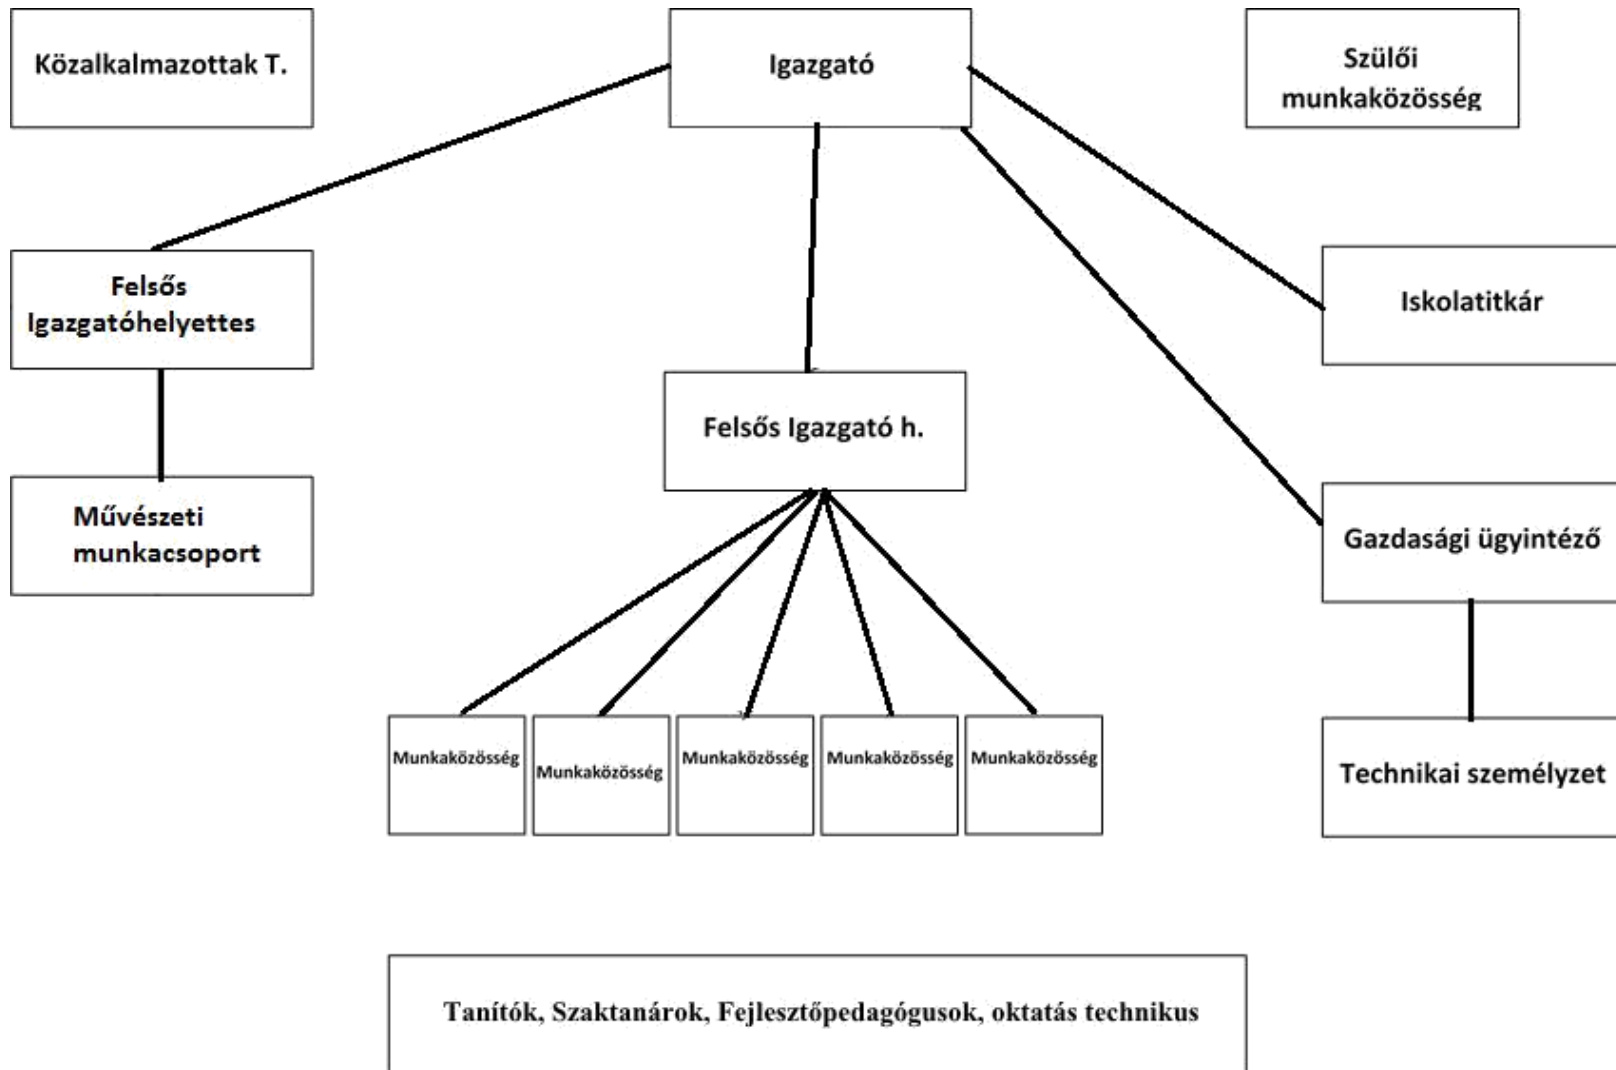 Közalkalmazottak T.
Igazgató
Szülői
munkaközösség
Felsős
Igazgatóhelyettes
Iskolatitkár
Felsős Igazgató h.
Művészeti
munkacsoport
Gazdasági ügyintéző
Munkaközösség
Munkaközösség
Munkaközösség
Munkaközösség
Munkaközösség
Technikai személyzet
Tanítók, Szaktanárok, Fejlesztőpedagógusok, oktatás technikus